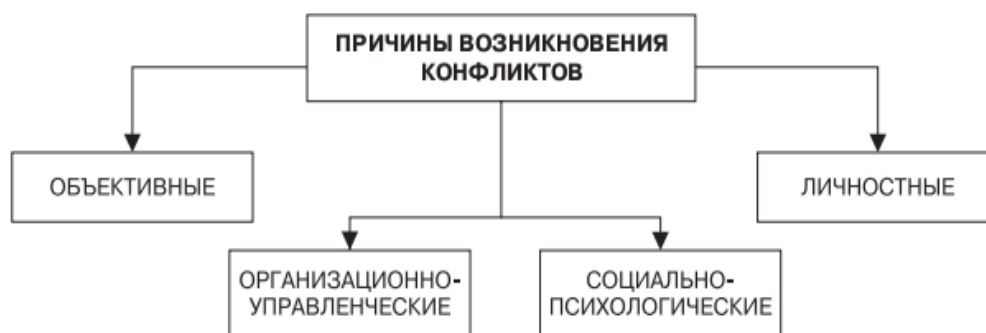 ПРИЧИНЫ ВОЗНИКНОВЕНИЯ
КОНФЛИКТОВ
ОБЪЕКТИВНЫЕ
ЛИЧНОСТНЫЕ
ОРГАНИЗАЦИОННО-
УПРАВЛЕНЧЕСКИЕ
СОЦИАЛЬНО-
ПСИХОЛОГИЧЕСКИЕ